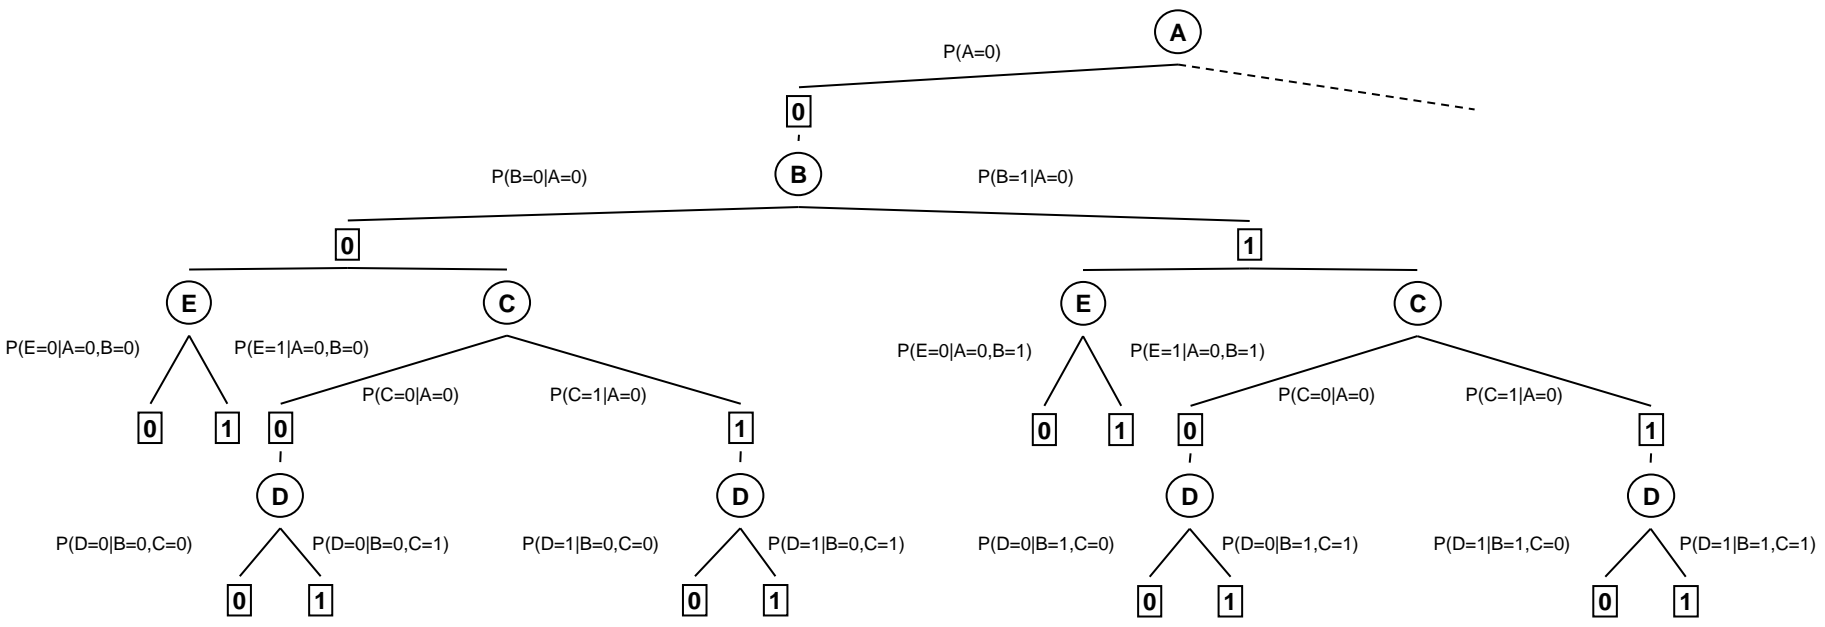 A
P(A=0)
0
B
P(B=0|A=0) P(B=1|A=0)
0 1
E C E C
P(E=0|A=0,B=0) P(E=1|A=0,B=0) P(E=0|A=0,B=1) P(E=1|A=0,B=1)
P(C=0|A=0) P(C=1|A=0) P(C=0|A=0) P(C=1|A=0)
0 1 0 1 0 1 0 1
D D D D
P(D=0|B=0,C=0) P(D=0|B=0,C=1) P(D=1|B=0,C=0) P(D=1|B=0,C=1) P(D=0|B=1,C=0) P(D=0|B=1,C=1) P(D=1|B=1,C=0) P(D=1|B=1,C=1)
0 1 0 1 0 1 0 1